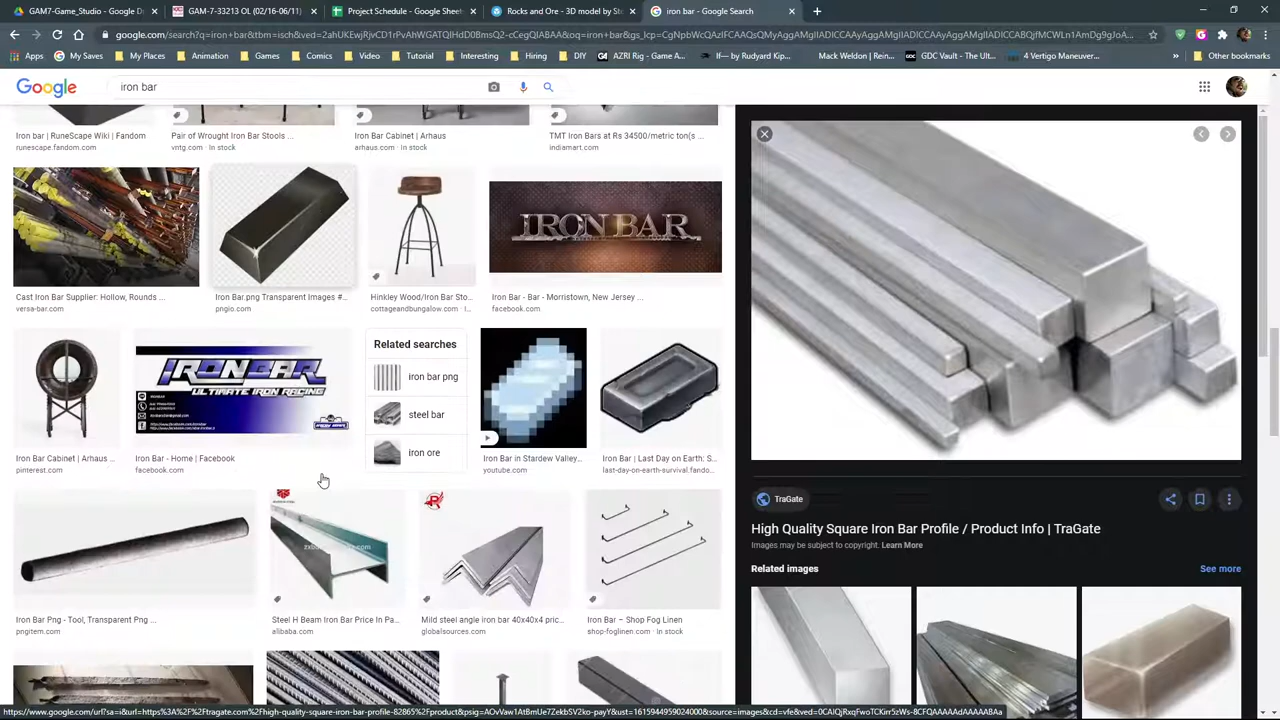 GAM7-Game_Studio - Google D
GAM-7-33213 OL (02/16-06/11)
Project Schedule - Google Sheet
Rocks and Ore - 3D model by St
iron bar - Google Search
Apps
My Saves
My Places
Animation
Games
Comics
Video
Tutorial
Interesting
Hiring
DIY
AZRI Rig - Game A...
If— by Rudyard Kip...
Mack Weldon | Rein...
GDC Vault - The Ult...
4 Vertigo Maneuver...
»
Other bookmarks
Google
iron bar
Iron bar | RuneScape Wiki | Fandom
runescape.fandom.com
Pair of Wrought Iron Bar Stools ...
vntg.com · In stock
Iron Bar Cabinet | Arhaus
arhaus.com · In stock
TMT Iron Bars at Rs 34500/metric ton(s ...
indiamart.com
IRON BAR
Cast Iron Bar Supplier: Hollow, Rounds ...
versa-bar.com
Iron Bar.png Transparent Images #...
pngio.com
Hinkley Wood/Iron Bar Sto...
cottageandbungalow.com · I...
Iron Bar - Bar - Morristown, New Jersey ...
facebook.com
IRONBAR
ULTIMATE IRON RACING
Related searches
iron bar png
steel bar
iron ore
Iron Bar Cabinet | Arhaus ...
pinterest.com
Iron Bar - Home | Facebook
facebook.com
Iron Bar in Stardew Valley...
youtube.com
Iron Bar | Last Day on Earth: S...
last-day-on-earth-survival.fando...
Iron Bar Png - Tool, Transparent Png ...
pngitem.com
Steel H Beam Iron Bar Price In Pa...
alibaba.com
Mild steel angle iron bar 40x40x4 pric...
globalsources.com
Iron Bar – Shop Fog Linen
shop-foglinen.com · In stock
TraGate
High Quality Square Iron Bar Profile / Product Info | TraGate
Images may be subject to copyright. Learn More
Related images
See more